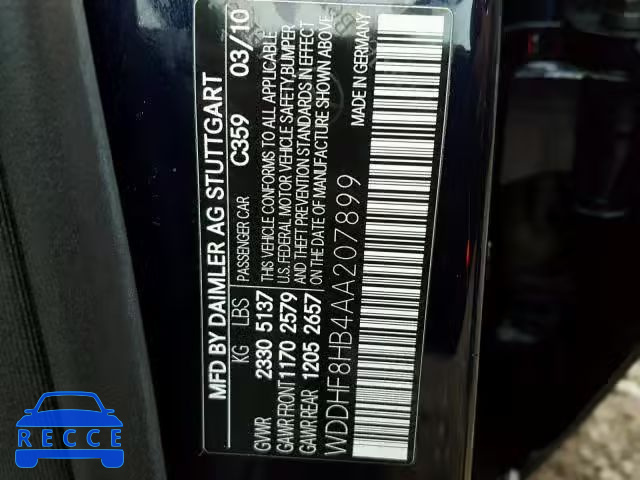 MFD BY DAIMLER AG STUTTGART
KG LBS PASSENGER CAR C359 03/10
GVWR 2330 5137
GAWR FRONT 1170 2579
GAWR REAR 1205 2657
THIS VEHICLE CONFORMS TO ALL APPLICABLE
U.S. FEDERAL MOTOR VEHICLE SAFETY, BUMPER
AND THEFT PREVENTION STANDARDS IN EFFECT
ON THE DATE OF MANUFACTURE SHOWN ABOVE
WDDHF8HB4AA207899
MADE IN GERMANY
RECCE